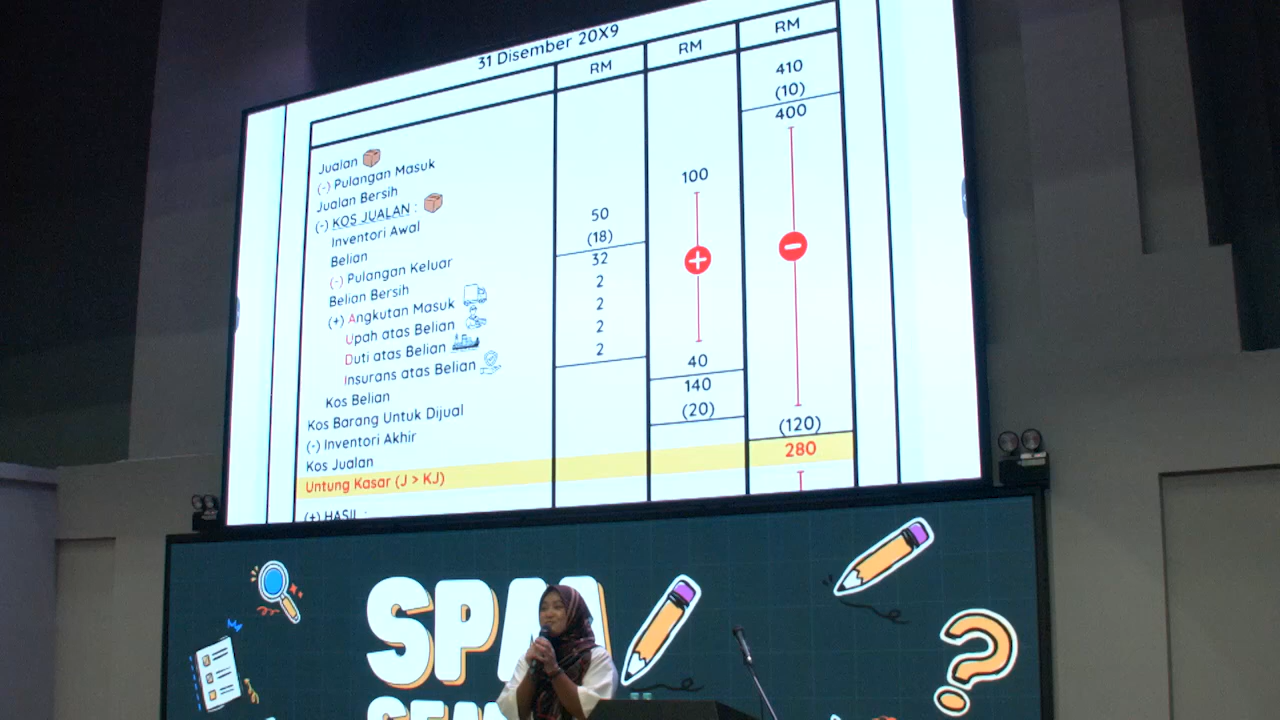 31 Disember 20X9
RM RM RM
Jualan 410
(-) Pulangan Masuk (10)
Jualan Bersih 400
(-) KOS JUALAN :
Inventori Awal 100
Belian 50
(-) Pulangan Keluar (18)
Belian Bersih 32
(+) Angkutan Masuk 2
Upah atas Belian 2
Duti atas Belian 2
Insurans atas Belian 2
Kos Belian 40
Kos Barang Untuk Dijual 140
(-) Inventori Akhir (20)
Kos Jualan (120)
Untung Kasar (J > KJ) 280
(+) HASIL :
SPM